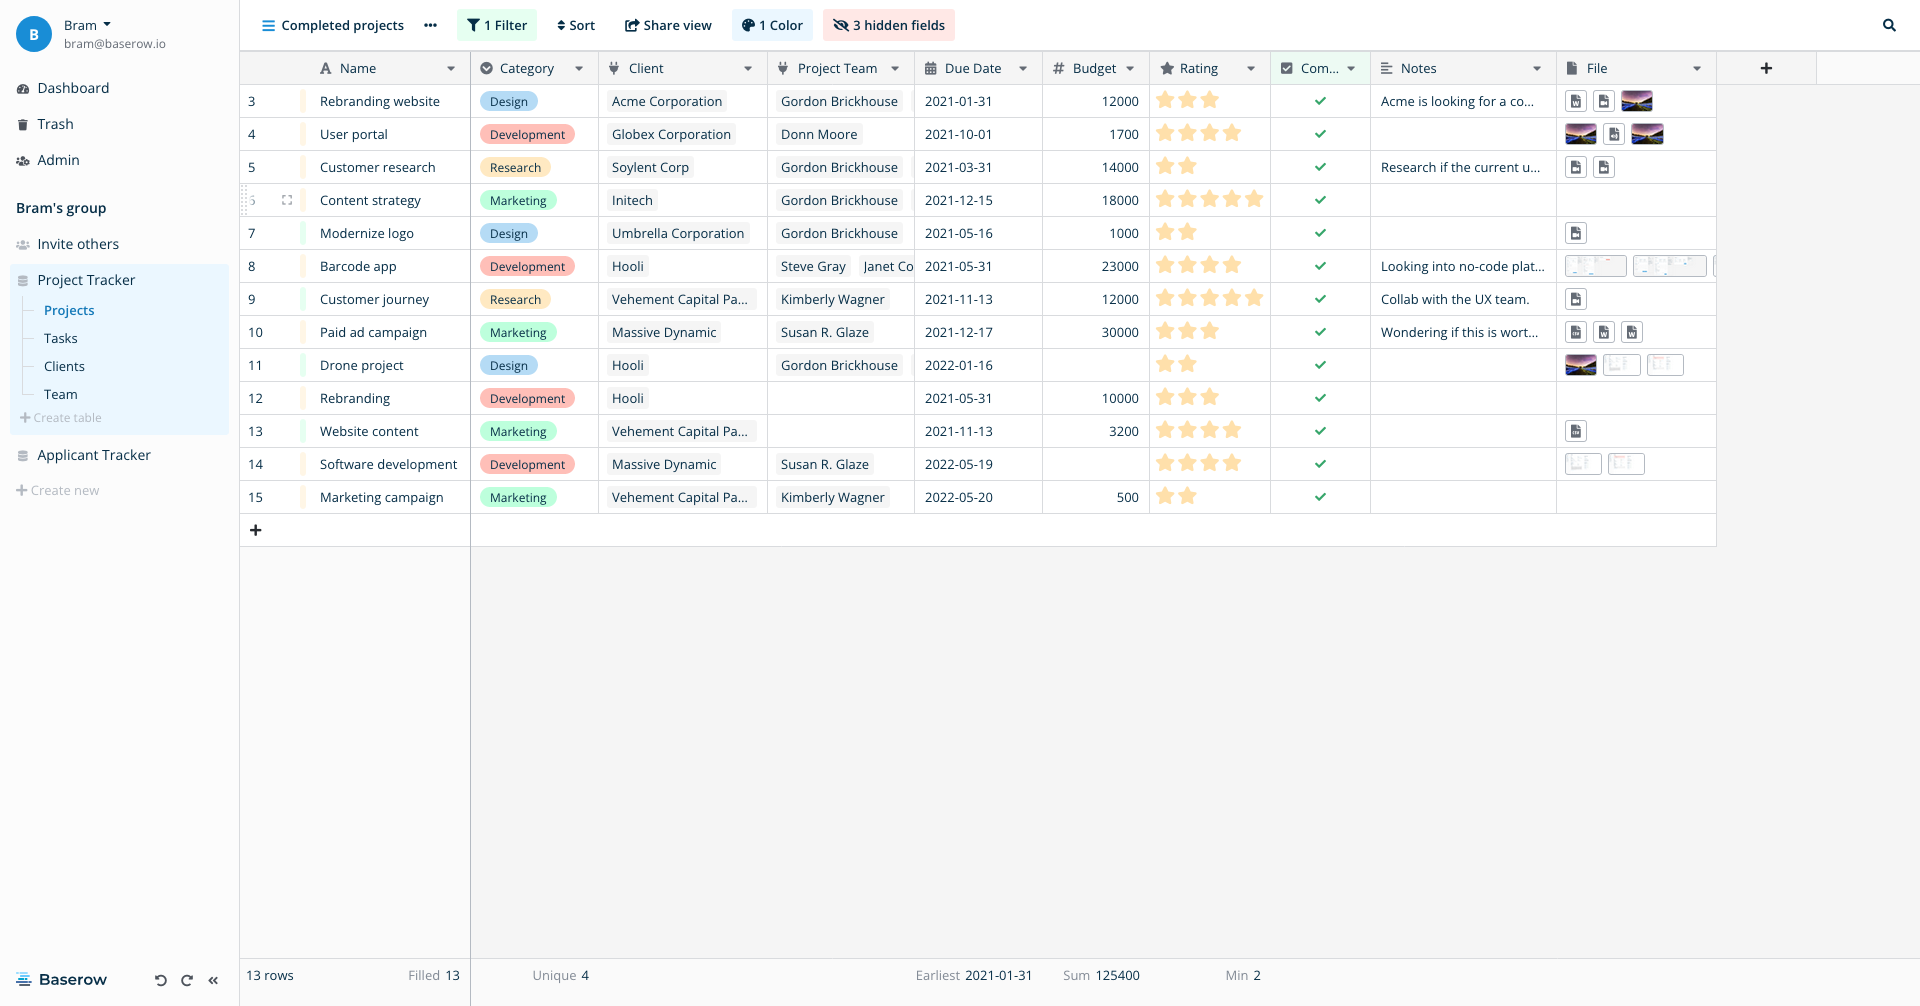 B
Bram
bram@baserow.io
Dashboard
Trash
Admin
Bram's group
Invite others
Project Tracker
Projects
Tasks
Clients
Team
Create table
Applicant Tracker
Create new
Baserow
Completed projects 1 Filter Sort Share view 1 Color 3 hidden fields
Name Category Client Project Team Due Date Budget Rating Com... Notes File
3 Rebranding website Design Acme Corporation Gordon Brickhouse 2021-01-31 12000 Acme is looking for a co...
4 User portal Development Globex Corporation Donn Moore 2021-10-01 1700
5 Customer research Research Soylent Corp Gordon Brickhouse 2021-03-31 14000 Research if the current u...
6 Content strategy Marketing Initech Gordon Brickhouse 2021-12-15 18000
7 Modernize logo Design Umbrella Corporation Gordon Brickhouse 2021-05-16 1000
8 Barcode app Development Hooli Steve Gray Janet Co 2021-05-31 23000 Looking into no-code plat...
9 Customer journey Research Vehement Capital Pa... Kimberly Wagner 2021-11-13 12000 Collab with the UX team.
10 Paid ad campaign Marketing Massive Dynamic Susan R. Glaze 2021-12-17 30000 Wondering if this is wort...
11 Drone project Design Hooli Gordon Brickhouse 2022-01-16
12 Rebranding Development Hooli 2021-05-31 10000
13 Website content Marketing Vehement Capital Pa... 2021-11-13 3200
14 Software development Development Massive Dynamic Susan R. Glaze 2022-05-19
15 Marketing campaign Marketing Vehement Capital Pa... Kimberly Wagner 2022-05-20 500
13 rows Filled 13 Unique 4 Earliest 2021-01-31 Sum 125400 Min 2